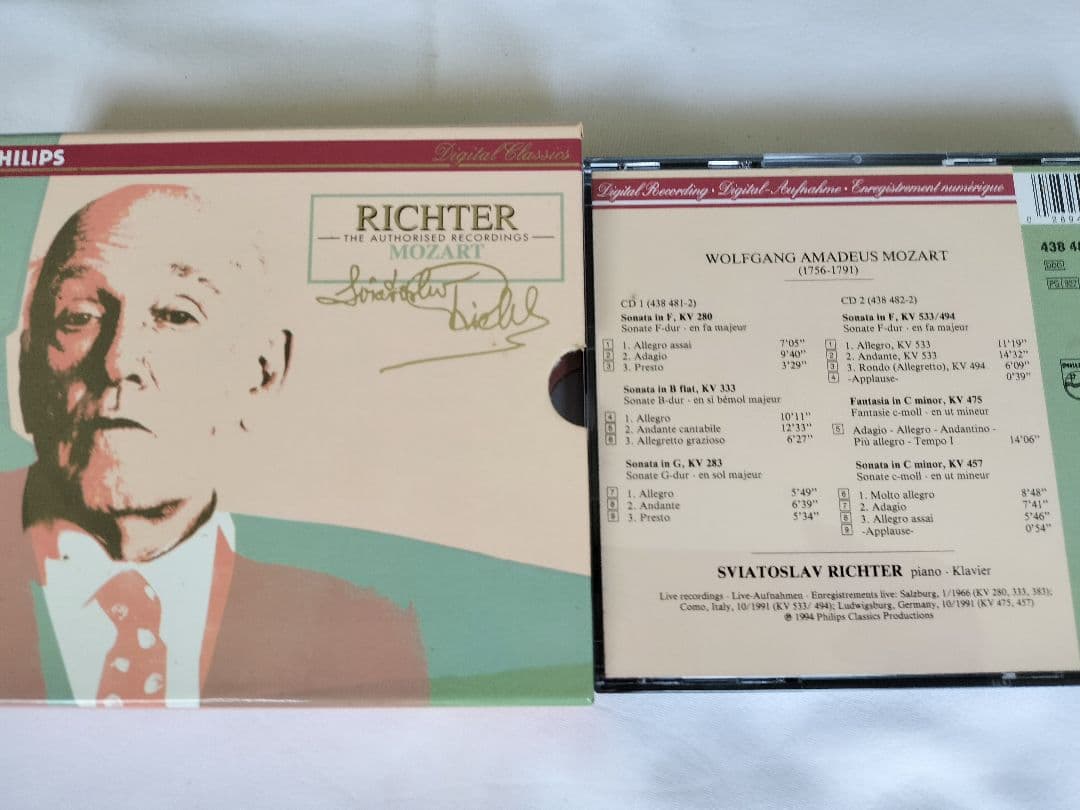 HILIPS
Digital Classics
RICHTER
THE AUTHORISED RECORDINGS
MOZART
Sviatoslav Richter
Digital Recording · Digital-Aufnahme · Enregistrement numérique
438 48
DDD
WOLFGANG AMADEUS MOZART
(1756-1791)
CD 1 (438 481-2)
Sonata in F, KV 280
Sonate F-dur · en fa majeur
1 1. Allegro assai 7'05"
2 2. Adagio 9'40"
3 3. Presto 3'29"
Sonata in B flat, KV 333
Sonate B-dur · en si bémol majeur
4 1. Allegro 10'11"
5 2. Andante cantabile 12'33"
6 3. Allegretto grazioso 6'27"
Sonata in G, KV 283
Sonate G-dur · en sol majeur
7 1. Allegro 5'49"
8 2. Andante 6'39"
9 3. Presto 5'34"
CD 2 (438 482-2)
Sonata in F, KV 533/494
Sonate F-dur · en fa majeur
1 1. Allegro, KV 533 11'19"
2 2. Andante, KV 533 14'32"
3 3. Rondo (Allegretto), KV 494 6'09"
4 -Applause- 0'39"
Fantasia in C minor, KV 475
Fantasie c-moll · en ut mineur
5 Adagio - Allegro - Andantino -
Più allegro - Tempo I 14'06"
Sonata in C minor, KV 457
Sonate c-moll · en ut mineur
6 1. Molto allegro 8'48"
7 2. Adagio 7'41"
8 3. Allegro assai 5'46"
9 -Applause- 0'54"
SVIATOSLAV RICHTER piano · Klavier
Live recordings · Live-Aufnahmen · Enregistrements live: Salzburg, 1/1966 (KV 280, 333, 383);
Como, Italy, 10/1991 (KV 533/ 494); Ludwigsburg, Germany, 10/1991 (KV 475, 457)
℗ 1994 Philips Classics Productions